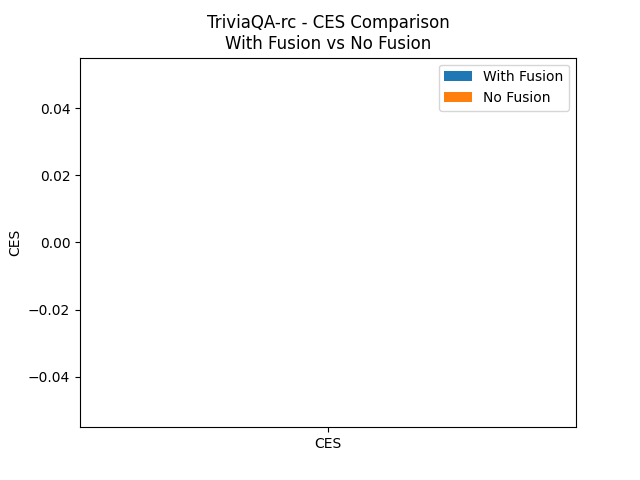 TriviaQA-rc - CES Comparison
With Fusion vs No Fusion
With Fusion
No Fusion
0.04
0.02
0.00
−0.02
−0.04
CES
CES